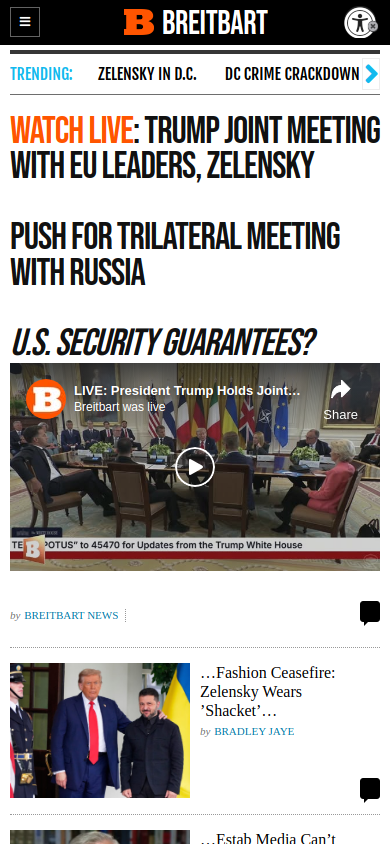 BREITBART
TRENDING:
ZELENSKY IN D.C.
DC CRIME CRACKDOWN
WATCH LIVE: TRUMP JOINT MEETING
WITH EU LEADERS, ZELENSKY
PUSH FOR TRILATERAL MEETING
WITH RUSSIA
U.S. SECURITY GUARANTEES?
LIVE: President Trump Holds Joint…
Breitbart was live
Share
POTUS” to 45470 for Updates from the Trump White House
by BREITBART NEWS
…Fashion Ceasefire:
Zelensky Wears
’Shacket’…
by BRADLEY JAYE
…Estab Media Can’t